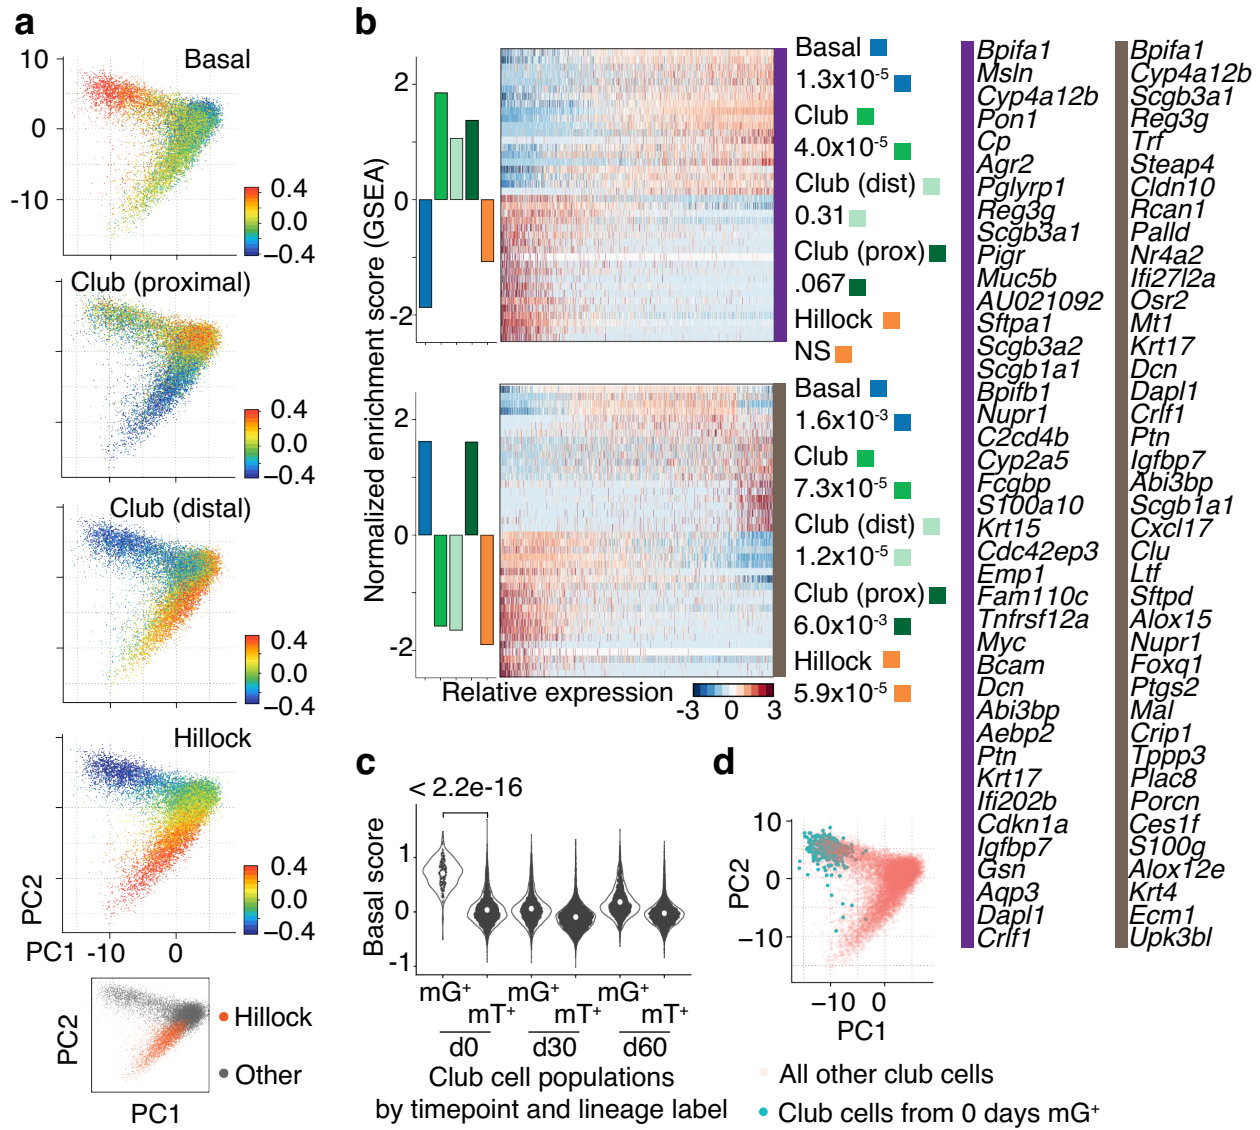 a
Basal
10
0
-10
0.4
0.0
−0.4
Club (proximal)
0.4
0.0
−0.4
Club (distal)
0.4
0.0
−0.4
Hillock
0.4
0.0
−0.4
PC2
PC1 -10 0
PC2
PC1
Hillock
Other
b
Normalized enrichment score (GSEA)
2
0
-2
2
0
-2
Relative expression
-3 0 3
Basal
1.3x10⁻⁵
Club
4.0x10⁻⁵
Club (dist)
0.31
Club (prox)
.067
Hillock
NS
Basal
1.6x10⁻³
Club
7.3x10⁻⁵
Club (dist)
1.2x10⁻⁵
Club (prox)
6.0x10⁻³
Hillock
5.9x10⁻⁵
Bpifa1
Msln
Cyp4a12b
Pon1
Cp
Agr2
Pglyrp1
Reg3g
Scgb3a1
Pigr
Muc5b
AU021092
Sftpa1
Scgb3a2
Scgb1a1
Bpifb1
Nupr1
C2cd4b
Cyp2a5
Fcgbp
S100a10
Krt15
Cdc42ep3
Emp1
Fam110c
Tnfrsf12a
Myc
Bcam
Dcn
Abi3bp
Aebp2
Ptn
Krt17
Ifi202b
Cdkn1a
Igfbp7
Gsn
Aqp3
Dapl1
Crlf1
Bpifa1
Cyp4a12b
Scgb3a1
Reg3g
Trf
Steap4
Cldn10
Rcan1
Palld
Nr4a2
Ifi27l2a
Osr2
Mt1
Krt17
Dcn
Dapl1
Crlf1
Ptn
Igfbp7
Abi3bp
Scgb1a1
Cxcl17
Clu
Ltf
Sftpd
Alox15
Nupr1
Foxq1
Ptgs2
Mal
Crip1
Tppp3
Plac8
Porcn
Ces1f
S100g
Alox12e
Krt4
Ecm1
Upk3bl
c
< 2.2e-16
Basal score
1
0
-1
mG⁺ mT⁺ mG⁺ mT⁺ mG⁺ mT⁺
d0 d30 d60
Club cell populations
by timepoint and lineage label
d
PC2
10
0
−10
−10 0
PC1
All other club cells
Club cells from 0 days mG⁺